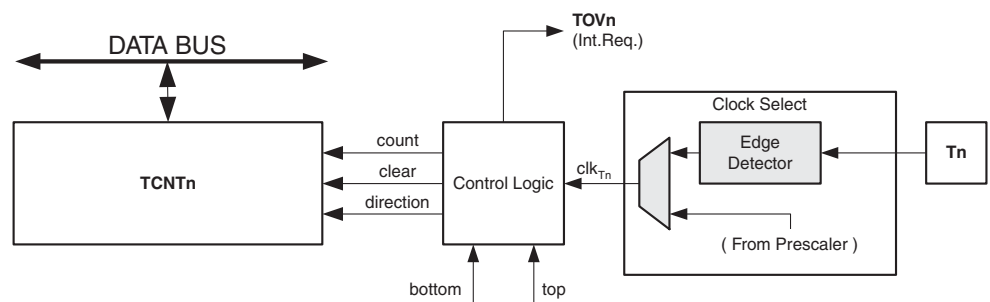 TOVn
(Int.Req.)
DATA BUS
Clock Select
count
Edge
Detector
Tn
TCNTn
clear
Control Logic
clkTn
direction
( From Prescaler )
bottom
top